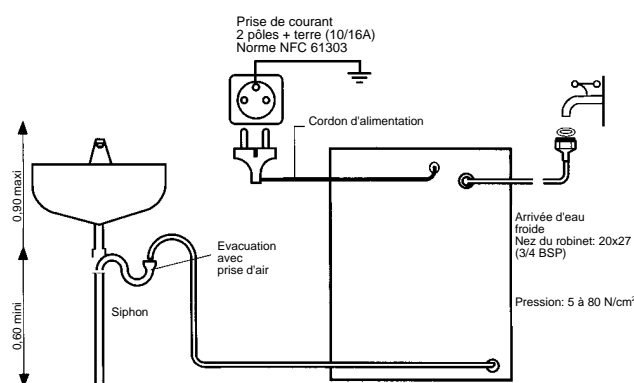 Prise de courant
2 pôles + terre (10/16A)
Norme NFC 61303
Cordon d'alimentation
0,90 maxi
Arrivée d'eau
froide
Nez du robinet: 20x27
(3/4 BSP)
Evacuation
avec
prise d'air
Siphon
Pression: 5 à 80 N/cm²
0,60 mini